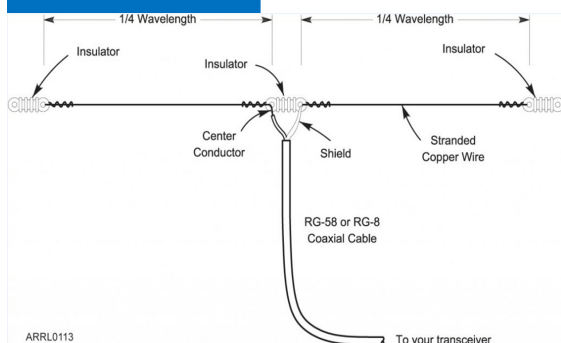 1/4 Wavelength
1/4 Wavelength
Insulator
Insulator
Insulator
Center
Conductor
Shield
Stranded
Copper Wire
RG-58 or RG-8
Coaxial Cable
ARRL0113
To your transceiver